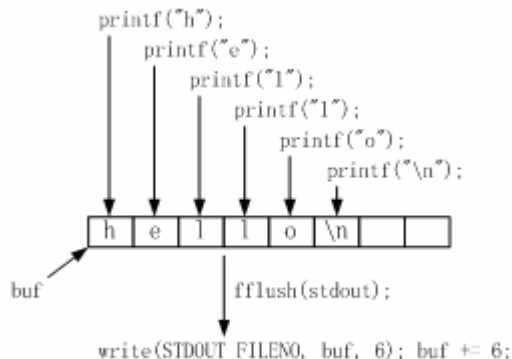 printf("h");
printf("e");
printf("l");
printf("l");
printf("o");
printf("\n");
h e l l o \n
buf
fflush(stdout);
write(STDOUT_FILENO, buf, 6); buf += 6;